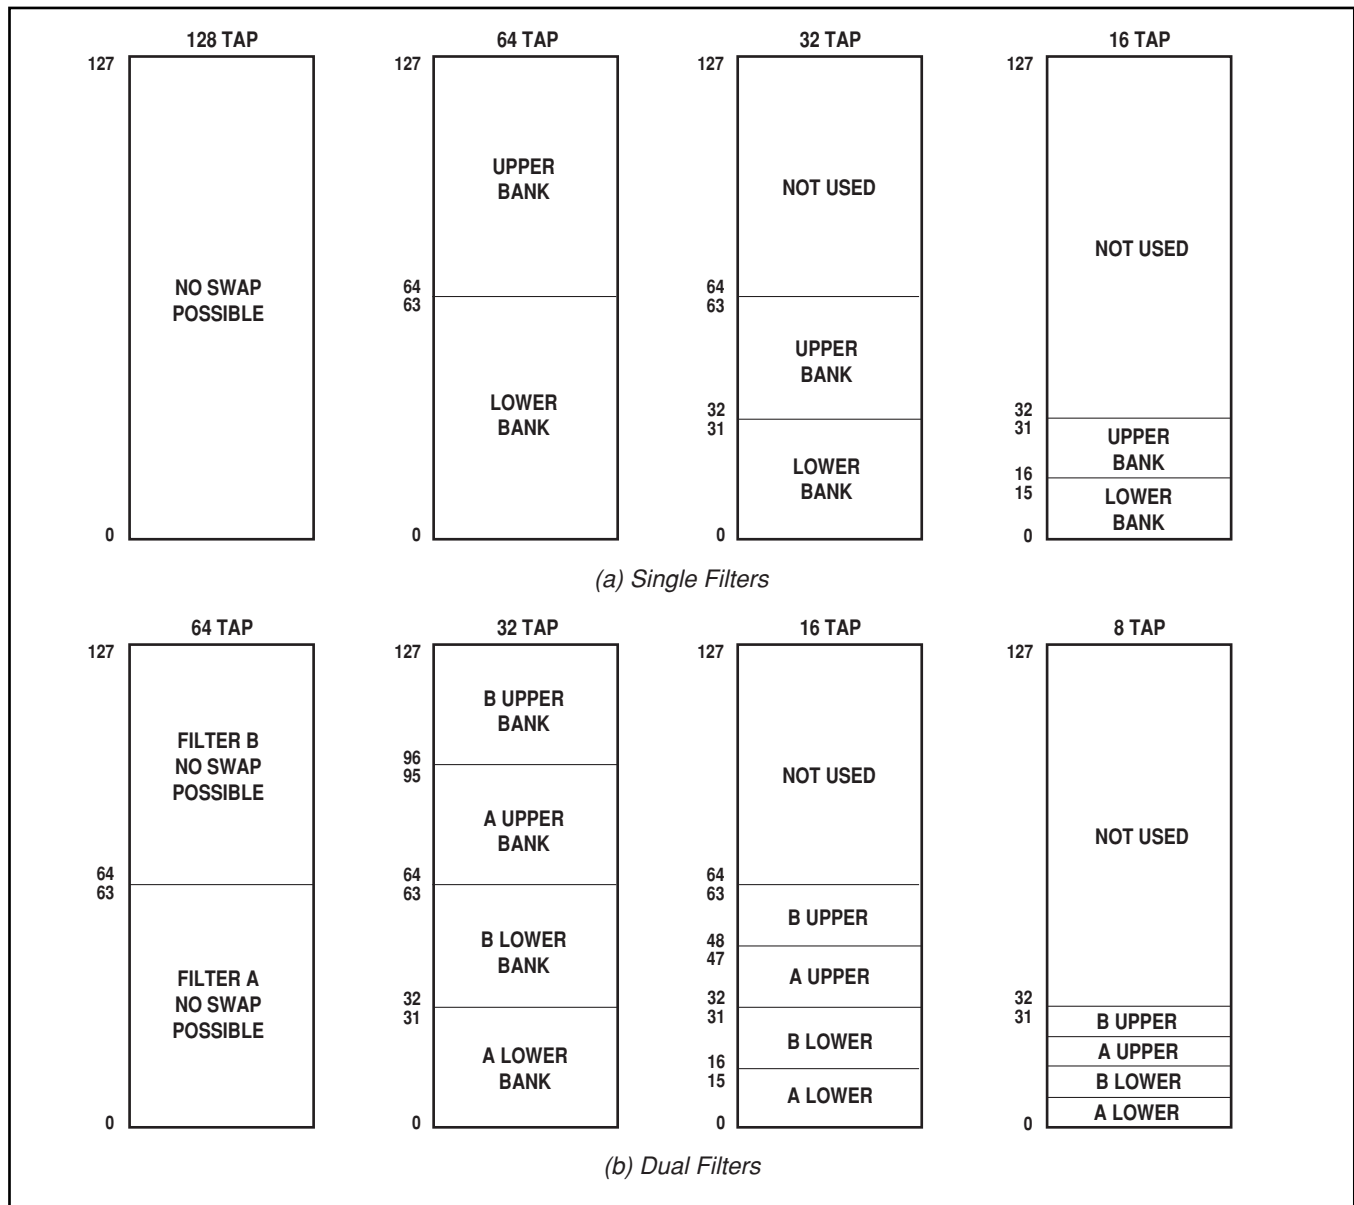 128 TAP
127
NO SWAP
POSSIBLE
0
64 TAP
127
UPPER
BANK
64
63
LOWER
BANK
0
32 TAP
127
NOT USED
64
63
UPPER
BANK
32
31
LOWER
BANK
0
16 TAP
127
NOT USED
32
31
UPPER
BANK
16
15
LOWER
BANK
0
(a) Single Filters
64 TAP
127
FILTER B
NO SWAP
POSSIBLE
64
63
FILTER A
NO SWAP
POSSIBLE
0
32 TAP
127
B UPPER
BANK
96
95
A UPPER
BANK
64
63
B LOWER
BANK
32
31
A LOWER
BANK
0
16 TAP
127
NOT USED
64
63
B UPPER
48
47
A UPPER
32
31
B LOWER
16
15
A LOWER
0
8 TAP
127
NOT USED
32
31
B UPPER
A UPPER
B LOWER
A LOWER
0
(b) Dual Filters